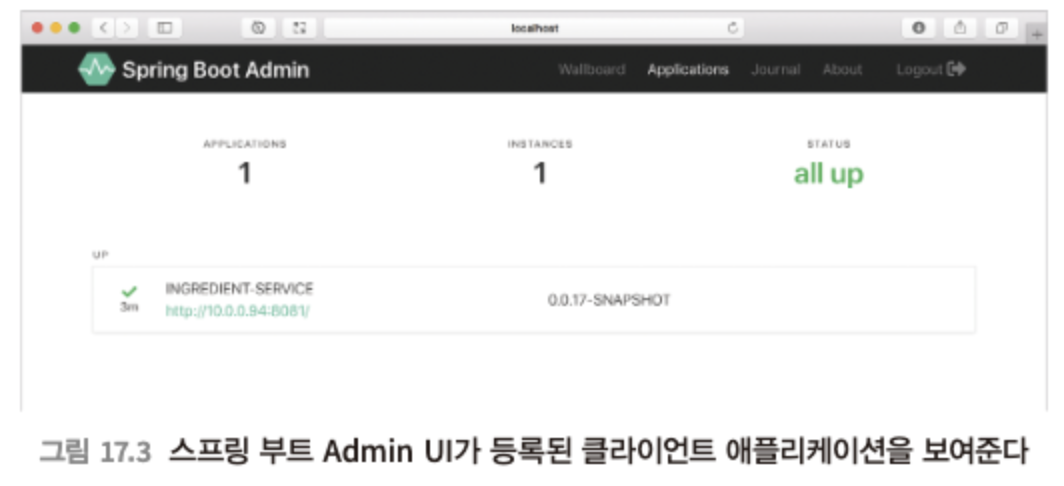 localhost
Spring Boot Admin
Wallboard Applications Journal About Logout
APPLICATIONS INSTANCES STATUS
1 1 all up
UP
INGREDIENT-SERVICE 0.0.17-SNAPSHOT
3m http://10.0.0.94:8081/
그림 17.3 스프링 부트 Admin UI가 등록된 클라이언트 애플리케이션을 보여준다